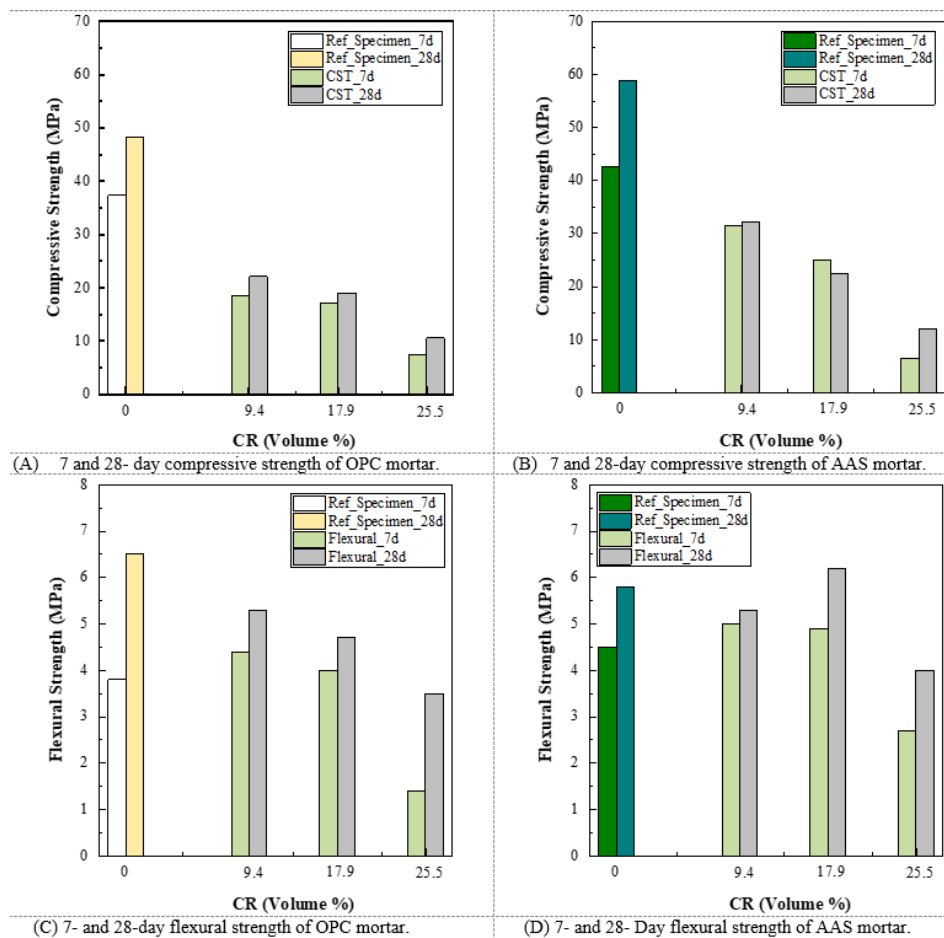 70
60
50
40
30
20
10
0
Compressive Strength (MPa)
Ref_Specimen_7d
Ref_Specimen_28d
CST_7d
CST_28d
0 9.4 17.9 25.5
CR (Volume %)
(A) 7 and 28- day compressive strength of OPC mortar.
70
60
50
40
30
20
10
0
Compressive Strength (MPa)
Ref_Specimen_7d
Ref_Specimen_28d
CST_7d
CST_28d
0 9.4 17.9 25.5
CR (Volume %)
(B) 7 and 28-day compressive strength of AAS mortar.
8
7
6
5
4
3
2
1
0
Flexural Strength (MPa)
Ref_Specimen_7d
Ref_Specimen_28d
Flexural_7d
Flexural_28d
0 9.4 17.9 25.5
CR (Volume %)
(C) 7- and 28-day flexural strength of OPC mortar.
8
7
6
5
4
3
2
1
0
Flexural Strength (MPa)
Ref_Specimen_7d
Ref_Specimen_28d
Flexural_7d
Flexural_28d
0 9.4 17.9 25.5
CR (Volume %)
(D) 7- and 28- Day flexural strength of AAS mortar.